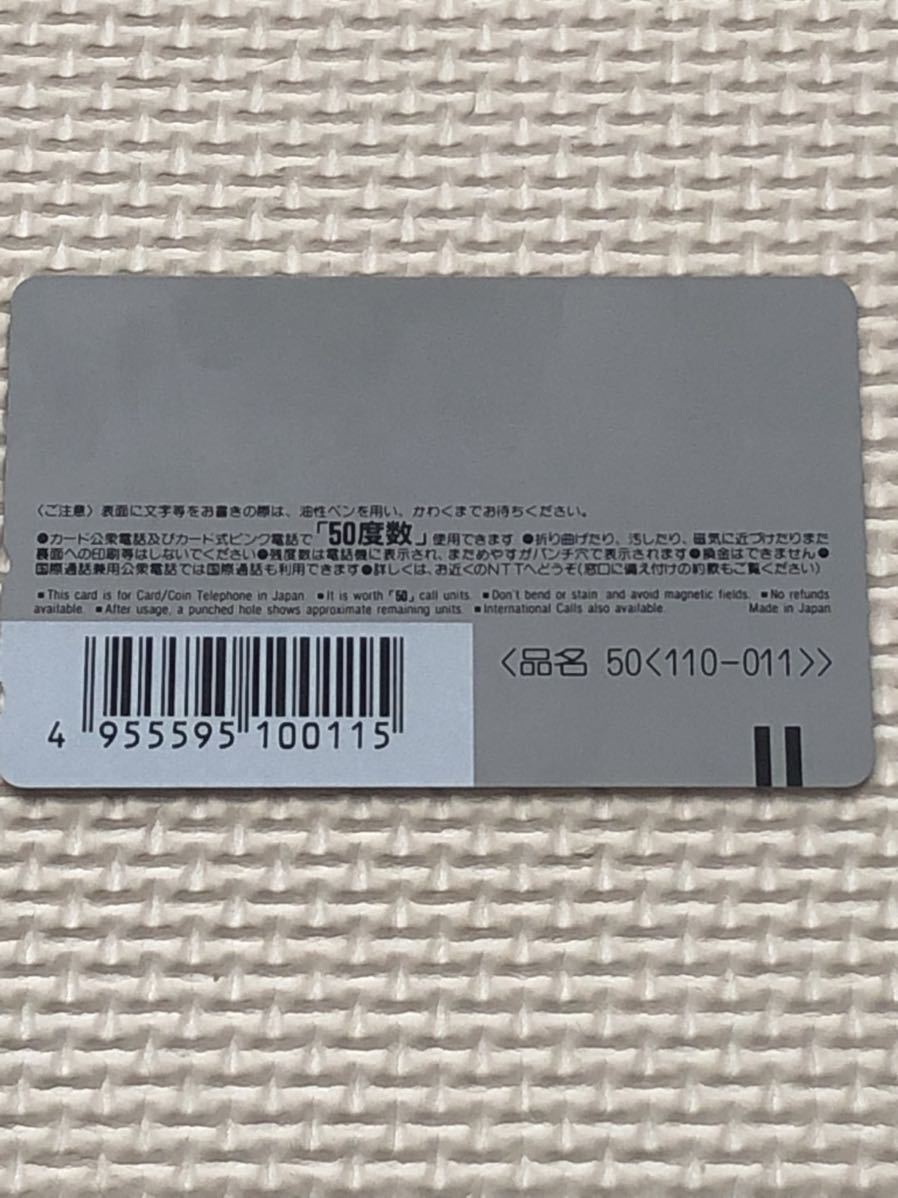 〈ご注意〉表面に文字等をお書きの際は、油性ペンを用い、かわくまでお待ちください。
●カード公衆電話及びカード式ピンク電話で「50度数」使用できます ●折り曲げたり、汚したり、磁気に近づけたりまた
裏面への印刷等はしないでください●残度数は電話機に表示され、まためやすがパンチ穴で表示されます●換金はできません●
国際通話兼用公衆電話では国際通話も利用できます●詳しくは、お近くのNTTへどうぞ(窓口に備え付けの約款もご覧ください)
■This card is for Card/Coin Telephone in Japan. ■It is worth「50」call units. ■Don't bend or stain and avoid magnetic fields. ■No refunds
available. ■After usage, a punched hole shows approximate remaining units. ■International Calls also available. Made in Japan
〈品名 50<110-011>〉
4 955595 100115